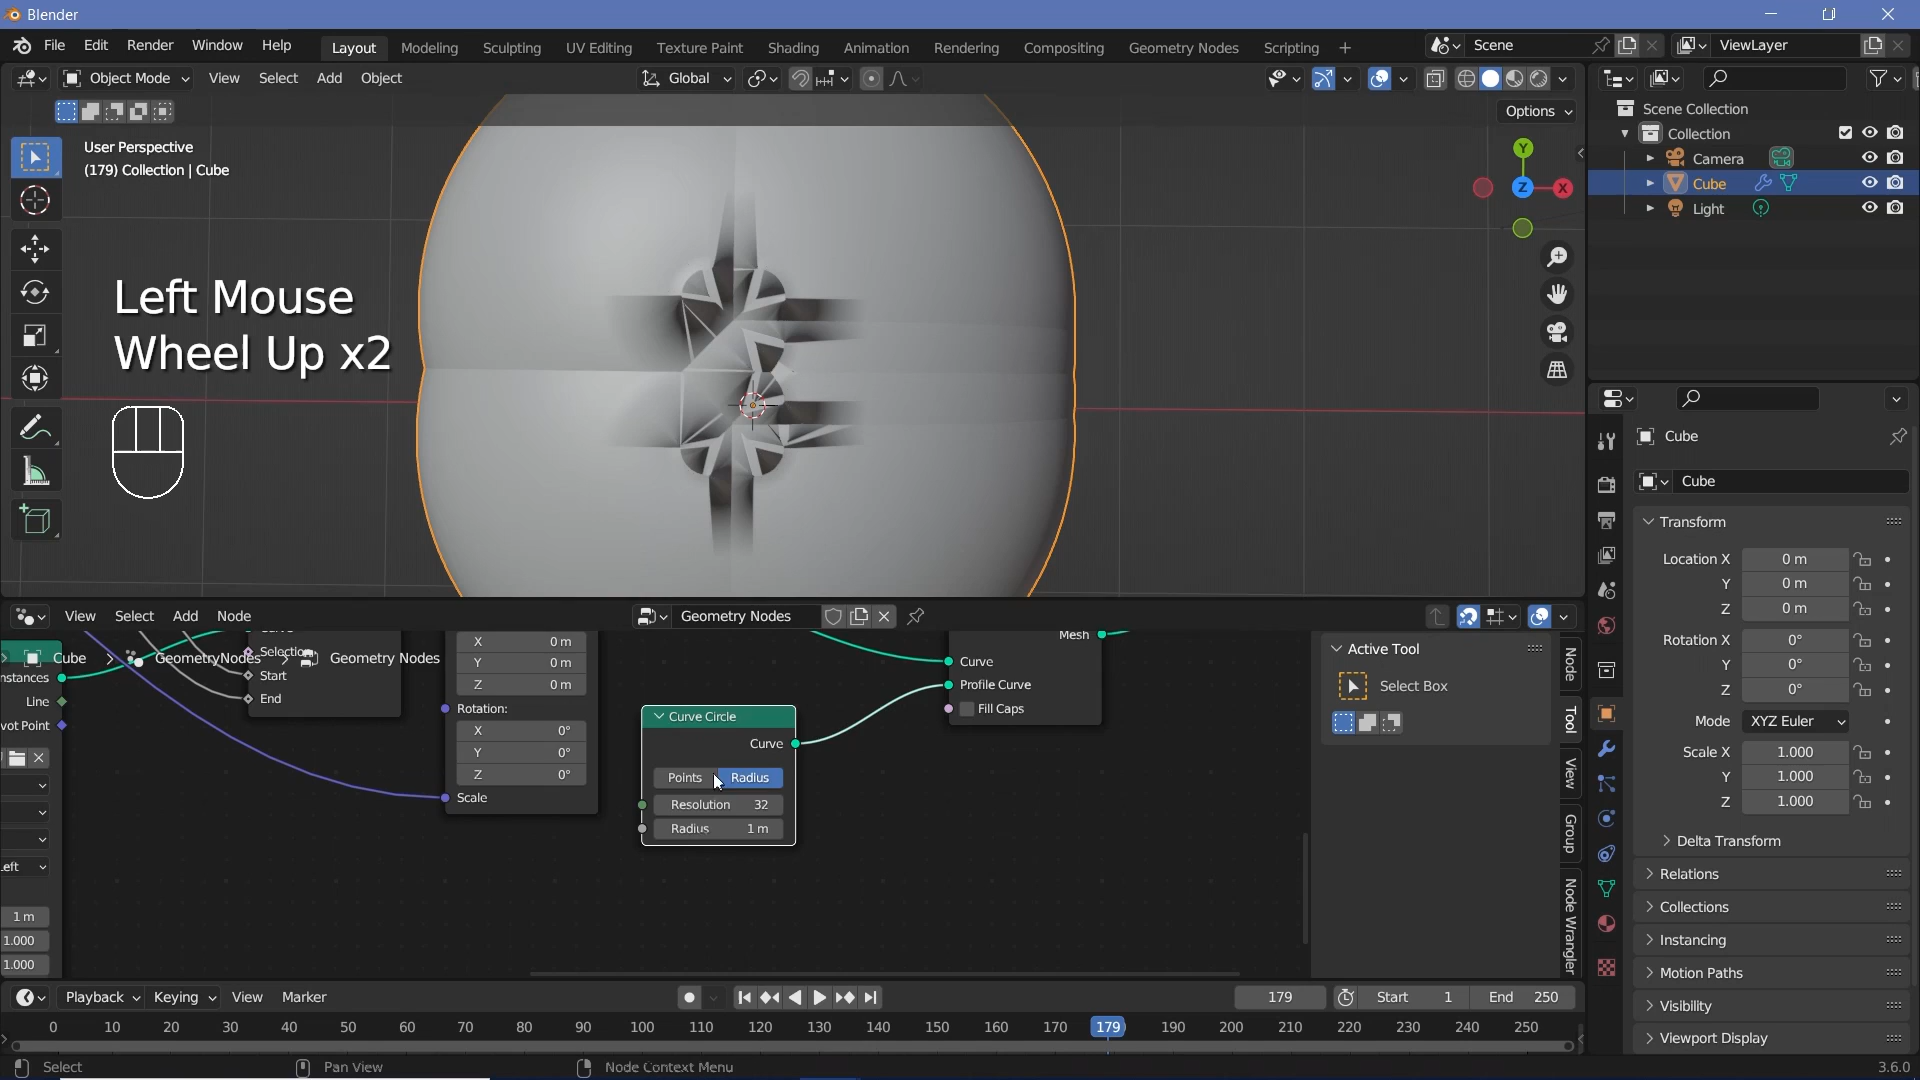 Blender
File Edit Render Window Help
Layout Modeling Sculpting UV Editing Texture Paint Shading Animation Rendering Compositing Geometry Nodes Scripting +
Scene
ViewLayer
Object Mode View Select Add Object
Global
Options
User Perspective
(179) Collection | Cube
Left Mouse
Wheel Up x2
Y
Z
X
Scene Collection
Collection
Camera
Cube
Light
Cube
Cube
Transform
Location X 0 m
Y 0 m
Z 0 m
Rotation X 0°
Y 0°
Z 0°
Mode XYZ Euler
Scale X 1.000
Y 1.000
Z 1.000
Delta Transform
Relations
Collections
Instancing
Motion Paths
Visibility
Viewport Display
View Select Add Node
Geometry Nodes
Cube > GeometryNodes > Geometry Nodes
Selection
Start
End
Line
1 m
1.000
1.000
X 0 m
Y 0 m
Z 0 m
Rotation:
X 0°
Y 0°
Z 0°
Scale
Curve Circle
Curve
Points Radius
Resolution 32
Radius 1 m
Mesh
Curve
Profile Curve
Fill Caps
Active Tool
Select Box
Node
Tool
View
Group
Node Wrangler
Playback Keying View Marker
179
Start 1
End 250
0 10 20 30 40 50 60 70 80 90 100 110 120 130 140 150 160 170 179 190 200 210 220 230 240 250
Select
Pan View
Node Context Menu
3.6.0